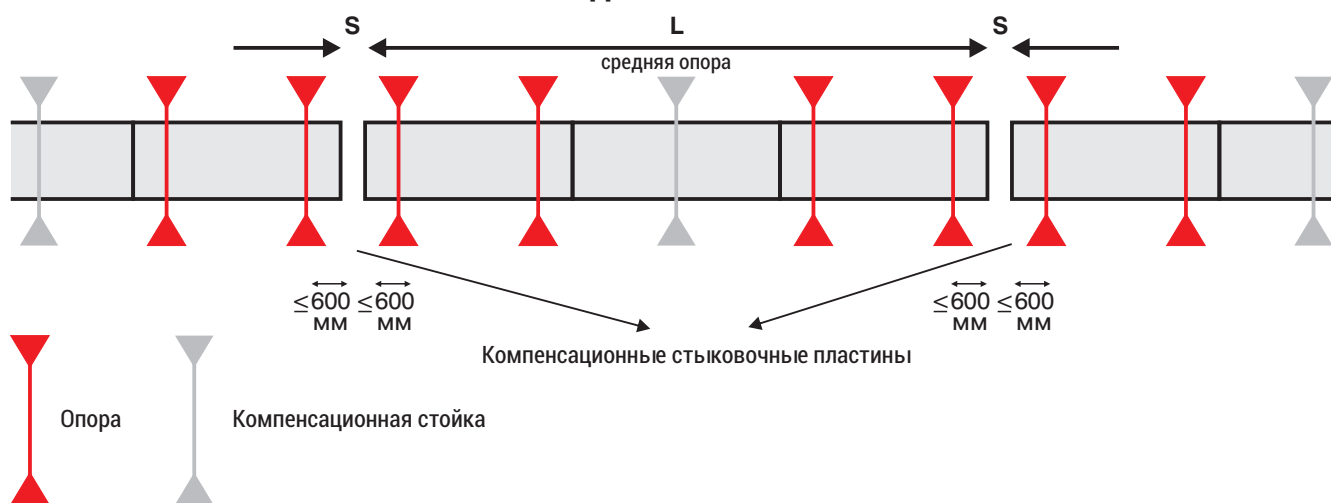 S
L
S
средняя опора
≤600 ≤600
мм мм
≤600 ≤600
мм мм
Компенсационные стыковочные пластины
Опора
Компенсационная стойка